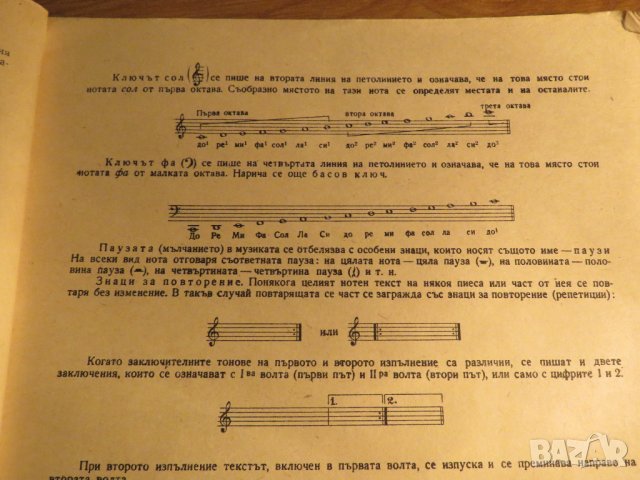 Ключът сол ( ) се пише на втората линия на петолинието и означава, че на това място стои
нотата сол от първа октава. Съобразно мястото на тази нота се определят местата и на останалите.
Първа октава втора октава трета октава
до¹ ре¹ ми¹ фа¹ сол¹ ла¹ си¹ до² ре² ми² фа² сол² ла² си² до³
Ключът фа ( ) се пише на четвъртата линия на петолинието и означава, че на това място стои
нотата фа от малката октава. Нарича се още басов ключ.
До Ре Ми Фа Сол Ла Си до ре ми фа сол ла си до¹
Паузата (мълчанието) в музиката се отбелязва с особени знаци, които носят същото име — паузи
На всеки вид нота отговаря съответната пауза: на цялата нота — цяла пауза ( ), на половината — поло-
вина пауза ( ), на четвъртината — четвъртина пауза ( ) и т. н.
Знаци за повторение. Понякога целият нотен текст на някоя пиеса или част от нея се пов-
таря без изменение. В такъв случай повтарящата се част се загражда със знаци за повторение (репетиции):
или
Когато заключителните тонове на първото и второто изпълнение са различни, се пишат и двете
заключения, които се означават с I ва волта (първи път) и II ра волта (втори път), или само с цифрите 1 и 2.
1. 2.
При второто изпълнение текстът, включен в първата волта, се изпуска и се преминава направо на
втората волта.
BAZAR
bg